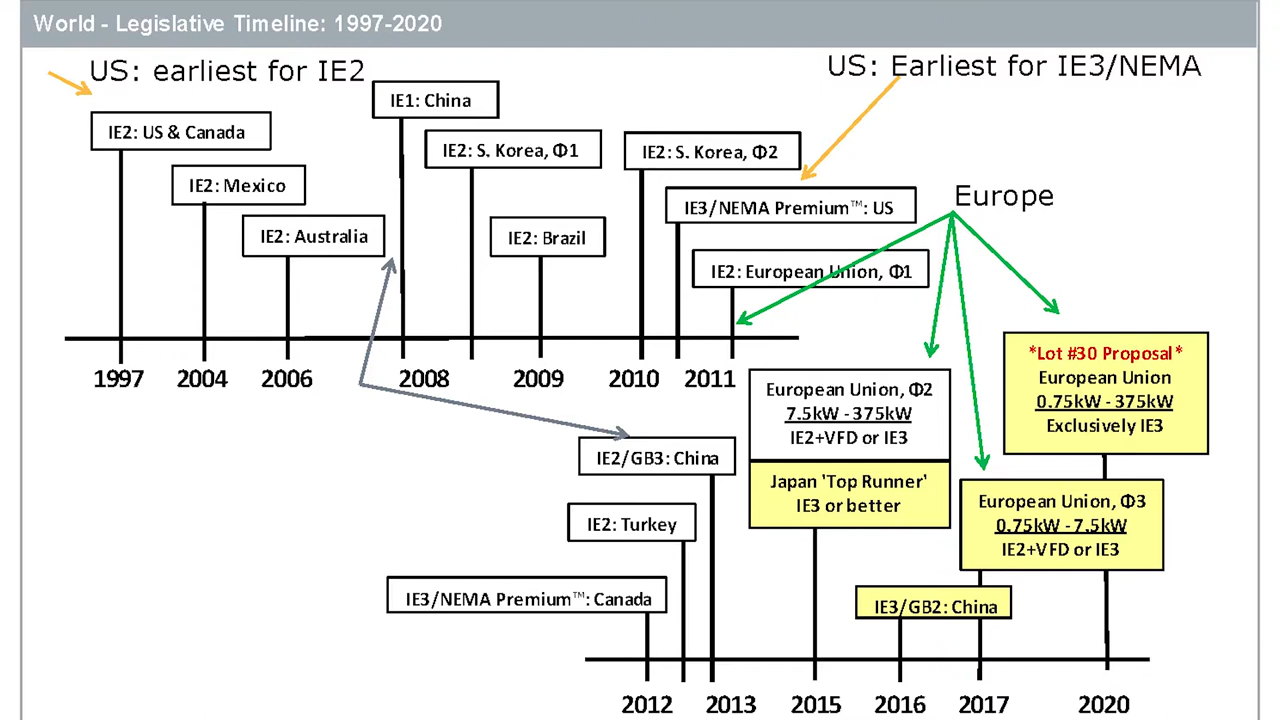 World - Legislative Timeline: 1997-2020
US: earliest for IE2
US: Earliest for IE3/NEMA
IE1: China
IE2: US & Canada
IE2: S. Korea, Φ1
IE2: S. Korea, Φ2
IE2: Mexico
IE3/NEMA Premium™: US
Europe
IE2: Australia
IE2: Brazil
IE2: European Union, Φ1
1997
2004
2006
2008
2009
2010
2011
*Lot #30 Proposal*
European Union
0.75kW - 375kW
Exclusively IE3
European Union, Φ2
7.5kW - 375kW
IE2+VFD or IE3
IE2/GB3: China
Japan 'Top Runner'
IE3 or better
European Union, Φ3
0.75kW - 7.5kW
IE2+VFD or IE3
IE2: Turkey
IE3/NEMA Premium™: Canada
IE3/GB2: China
2012
2013
2015
2016
2017
2020